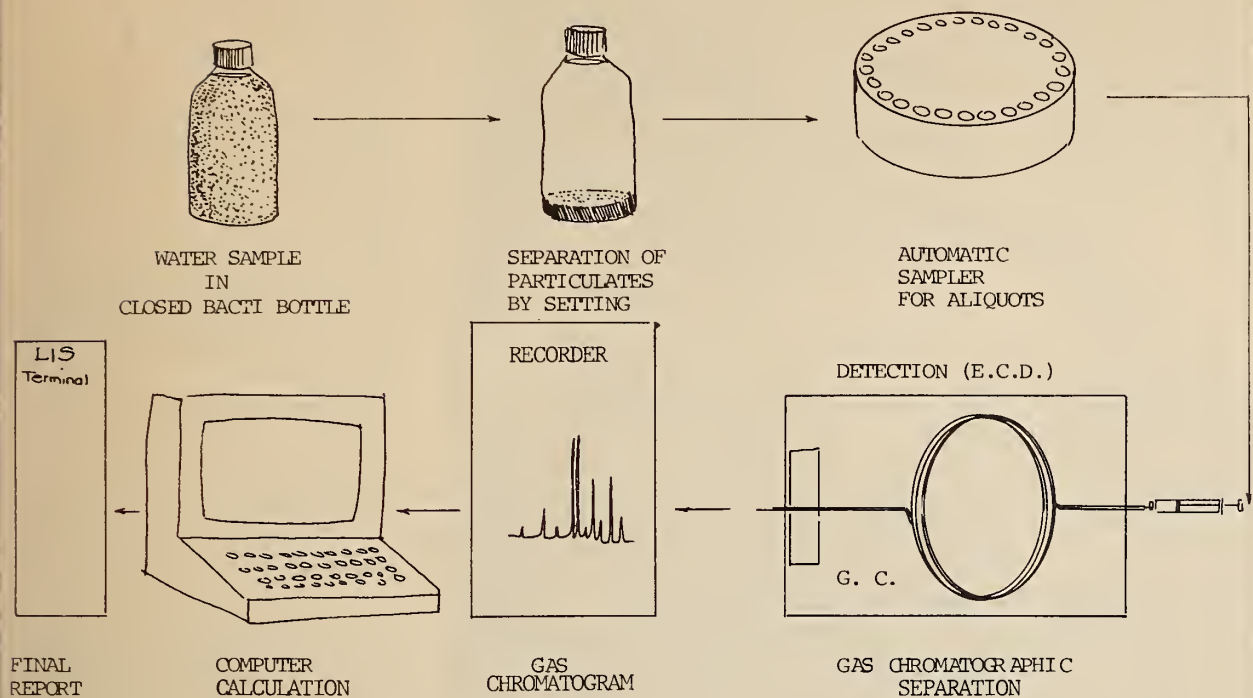 WATER SAMPLE
IN
CLOSED BACTI BOTTLE
SEPARATION OF
PARTICULATES
BY SETTING
AUTOMATIC
SAMPLER
FOR ALIQUOTS
LIS
Terminal
RECORDER
DETECTION (E.C.D.)
G. C.
FINAL
REPORT
COMPUTER
CALCULATION
GAS
CHROMATOGRAM
GAS CHROMATOGRAPHIC
SEPARATION